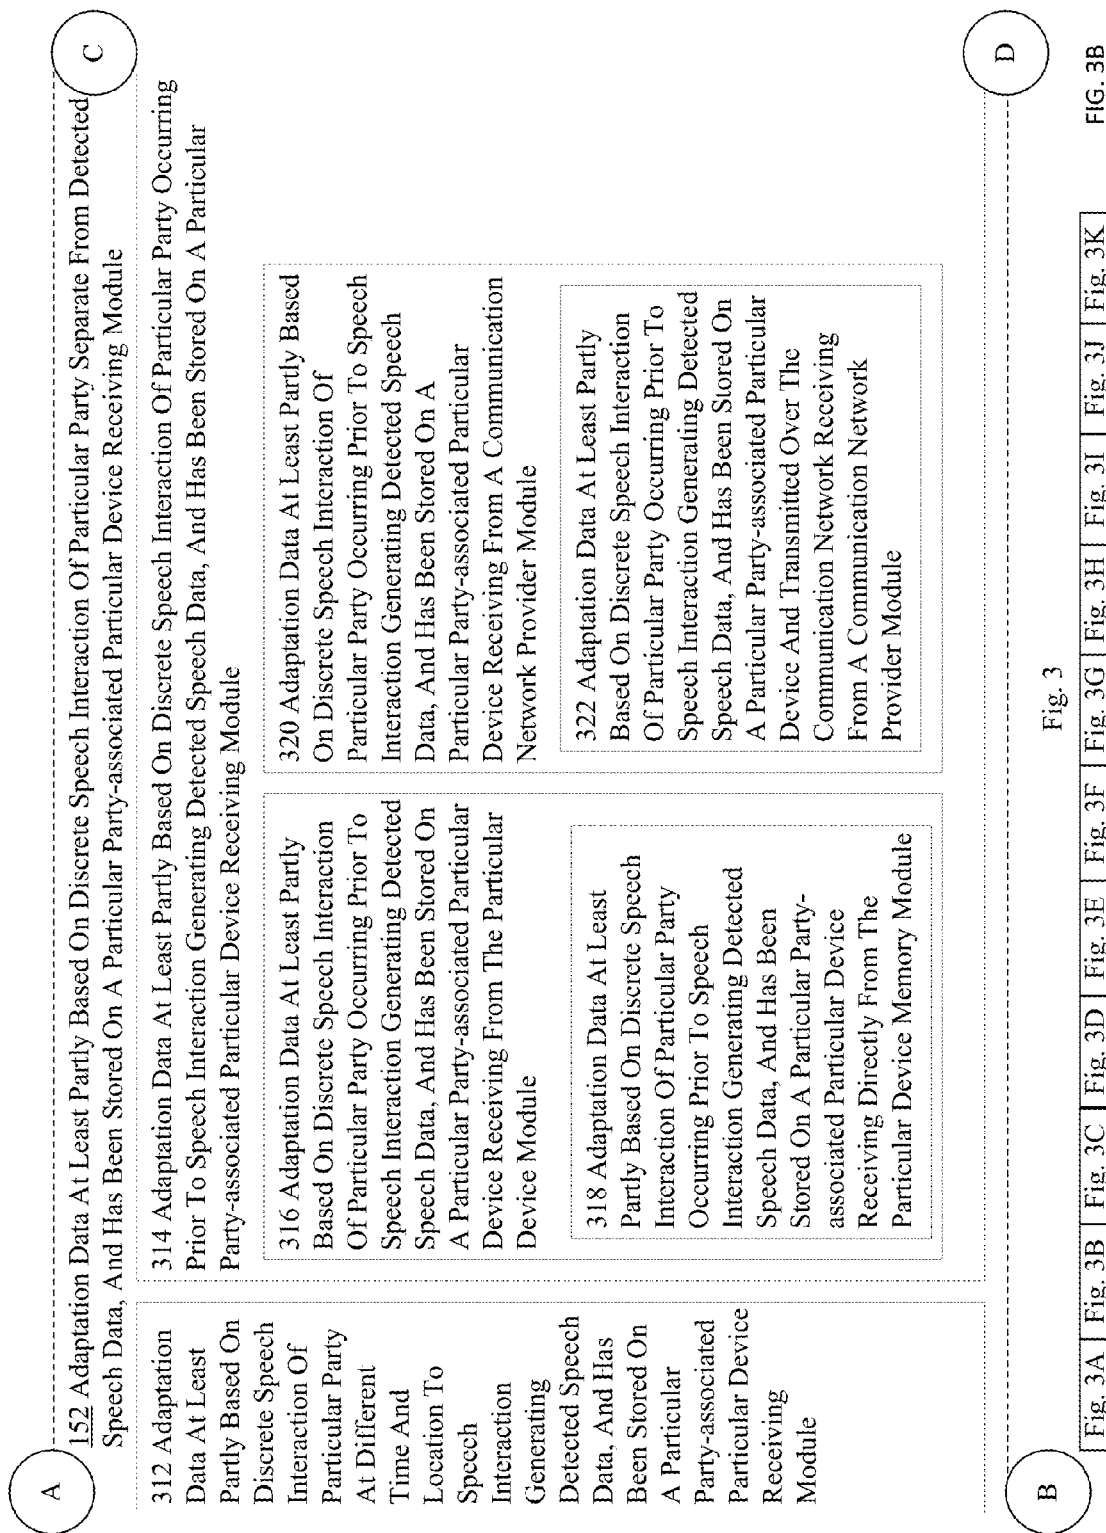 A
C
152 Adaptation Data At Least Partly Based On Discrete Speech Interaction Of Particular Party Separate From Detected
Speech Data, And Has Been Stored On A Particular Party-associated Particular Device Receiving Module
312 Adaptation
Data At Least
Partly Based On
Discrete Speech
Interaction Of
Particular Party
At Different
Time And
Location To
Speech
Interaction
Generating
Detected Speech
Data, And Has
Been Stored On
A Particular
Party-associated
Particular Device
Receiving
Module
314 Adaptation Data At Least Partly Based On Discrete Speech Interaction Of Particular Party Occurring
Prior To Speech Interaction Generating Detected Speech Data, And Has Been Stored On A Particular
Party-associated Particular Device Receiving Module
316 Adaptation Data At Least Partly
Based On Discrete Speech Interaction
Of Particular Party Occurring Prior To
Speech Interaction Generating Detected
Speech Data, And Has Been Stored On
A Particular Party-associated Particular
Device Receiving From The Particular
Device Module
318 Adaptation Data At Least
Partly Based On Discrete Speech
Interaction Of Particular Party
Occurring Prior To Speech
Interaction Generating Detected
Speech Data, And Has Been
Stored On A Particular Party-
associated Particular Device
Receiving Directly From The
Particular Device Memory Module
320 Adaptation Data At Least Partly Based
On Discrete Speech Interaction Of
Particular Party Occurring Prior To Speech
Interaction Generating Detected Speech
Data, And Has Been Stored On A
Particular Party-associated Particular
Device Receiving From A Communication
Network Provider Module
322 Adaptation Data At Least Partly
Based On Discrete Speech Interaction
Of Particular Party Occurring Prior To
Speech Interaction Generating Detected
Speech Data, And Has Been Stored On
A Particular Party-associated Particular
Device And Transmitted Over The
Communication Network Receiving
From A Communication Network
Provider Module
B
D
Fig. 3
Fig. 3A Fig. 3B Fig. 3C Fig. 3D Fig. 3E Fig. 3F Fig. 3G Fig. 3H Fig. 3I Fig. 3J Fig. 3K
FIG. 3B